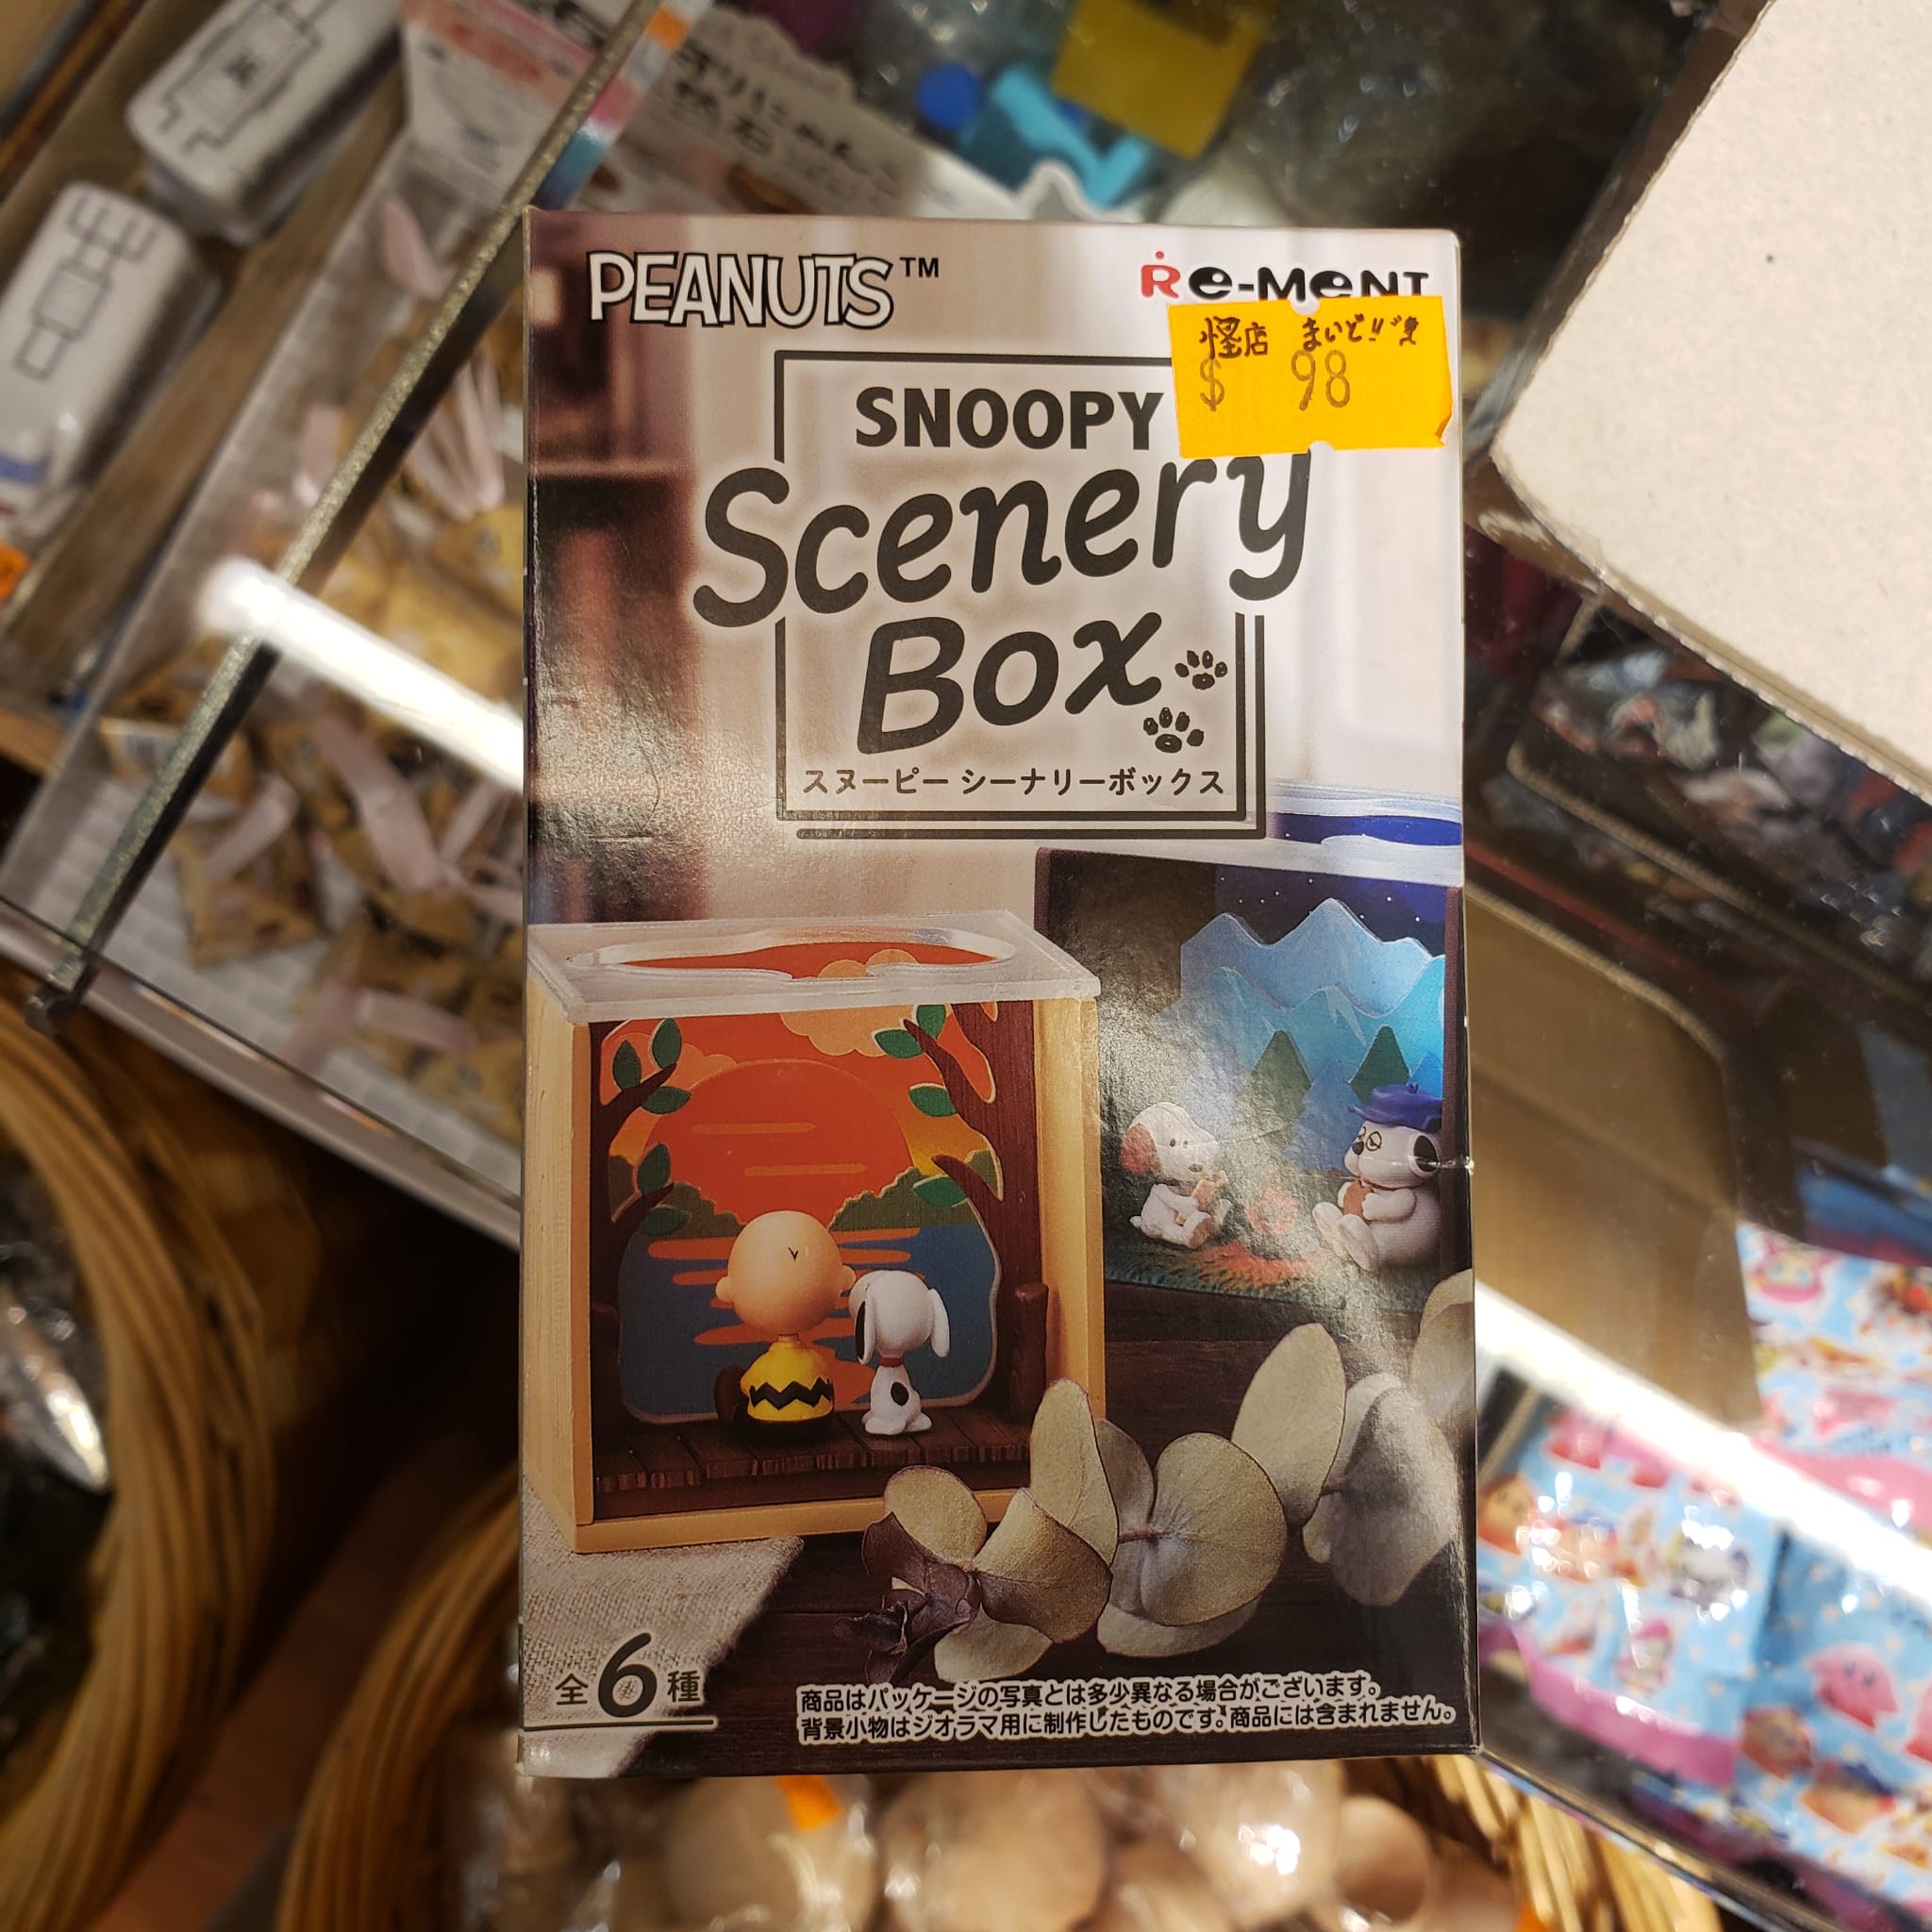 PEANUTS™
Re-MeNT
怪店 まいど!!
$ 98
SNOOPY
Scenery
Box
スヌーピー シーナリーボックス
全6種
商品はパッケージの写真とは多少異なる場合がございます。
背景小物はジオラマ用に制作したものです。商品には含まれません。